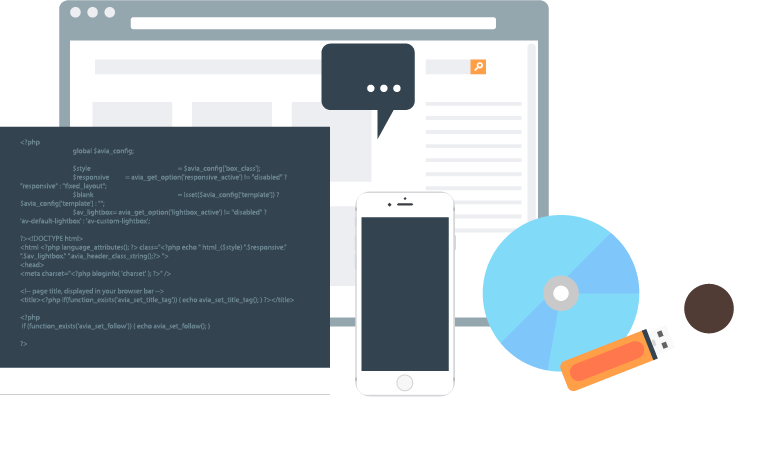 <?php
global $avia_config;
$style = $avia_config['box_class'];
$responsive = avia_get_option('responsive_active') != "disabled" ?
"responsive" : "fixed_layout";
$blank = isset($avia_config['template']) ?
$avia_config['template'] : "";
$av_lightbox= avia_get_option('lightbox_active') != "disabled" ?
'av-default-lightbox' : 'av-custom-lightbox';
?><!DOCTYPE html>
<html <?php language_attributes(); ?> class="<?php echo " html_{$style} ".$responsive."
".$av_lightbox." ".avia_header_class_string();?> ">
<head>
<meta charset="<?php bloginfo( 'charset' ); ?>" />
<!-- page title, displayed in your browser bar -->
<title><?php if(function_exists('avia_set_title_tag')) { echo avia_set_title_tag(); } ?></title>
<?php
if (function_exists('avia_set_follow')) { echo avia_set_follow(); }
?>